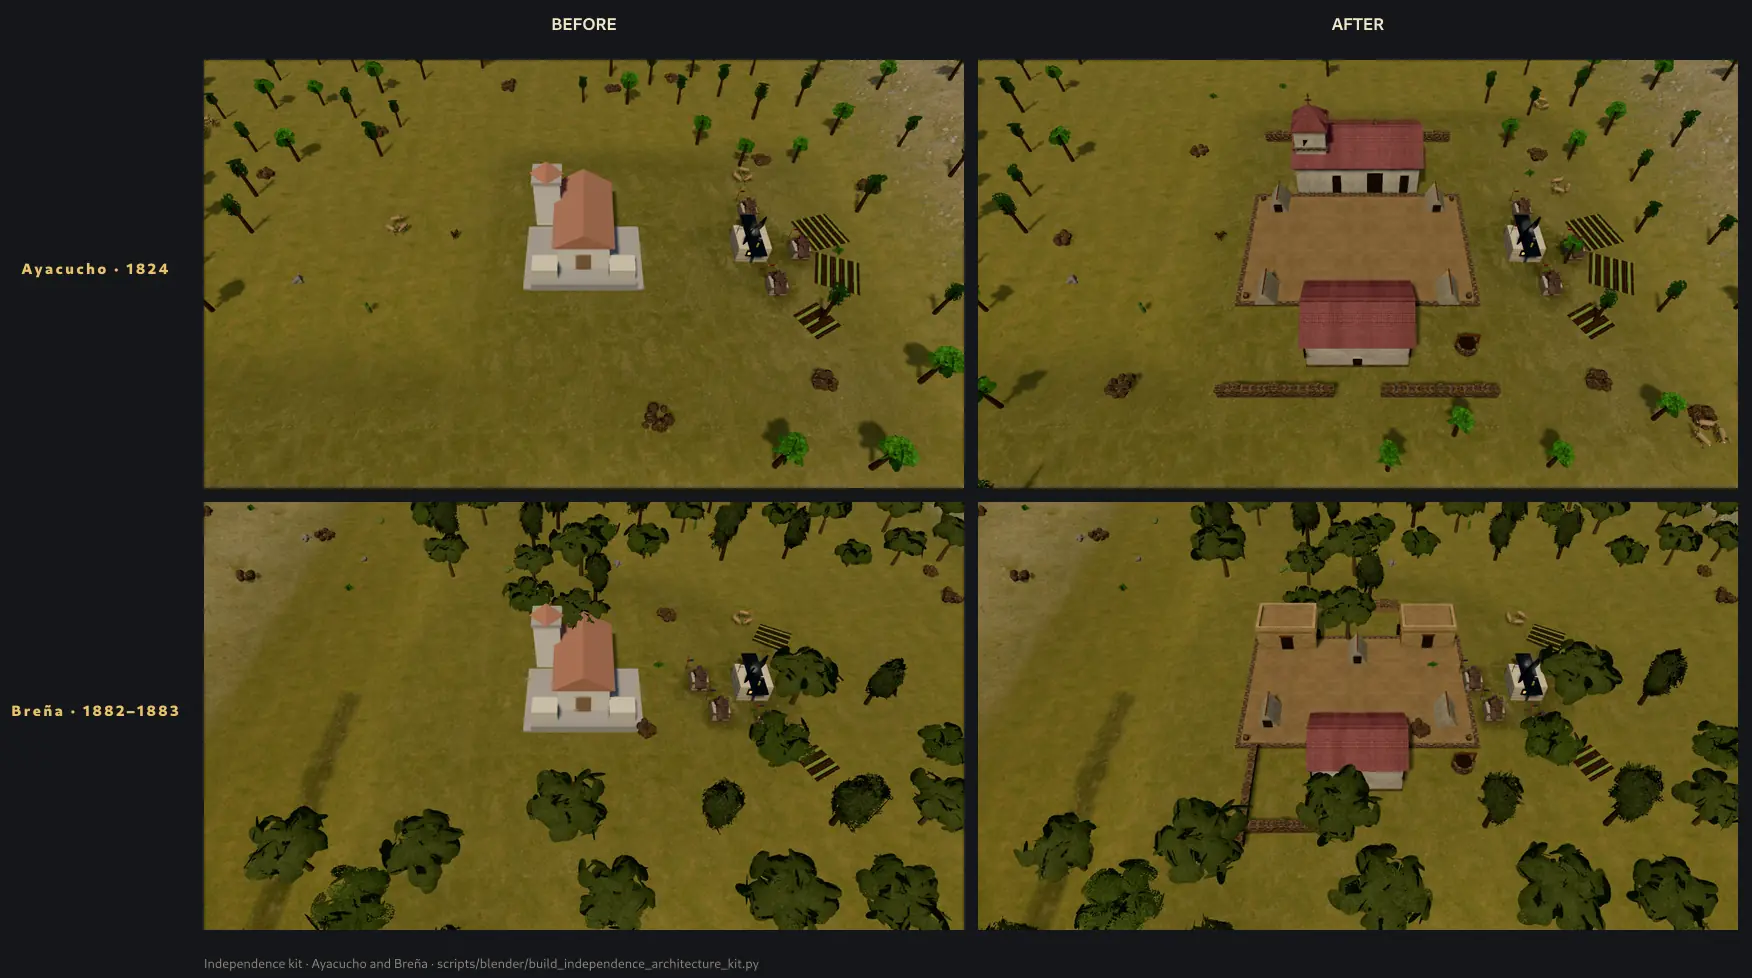 BEFORE
AFTER
Ayacucho · 1824
Breña · 1882–1883
Independence kit · Ayacucho and Breña · scripts/blender/build_independence_architecture_kit.py